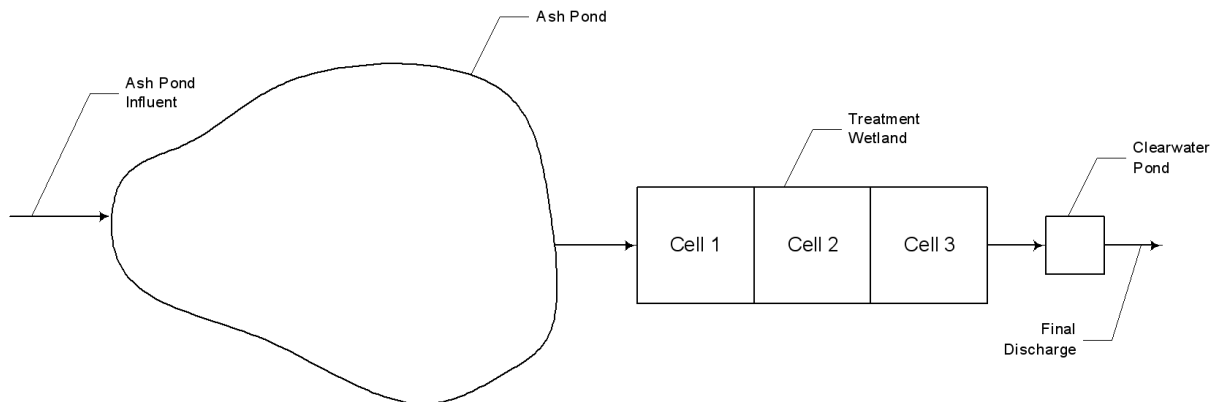 Ash Pond
Ash Pond
Influent
Treatment
Wetland
Clearwater
Pond
Cell 1
Cell 2
Cell 3
Final
Discharge